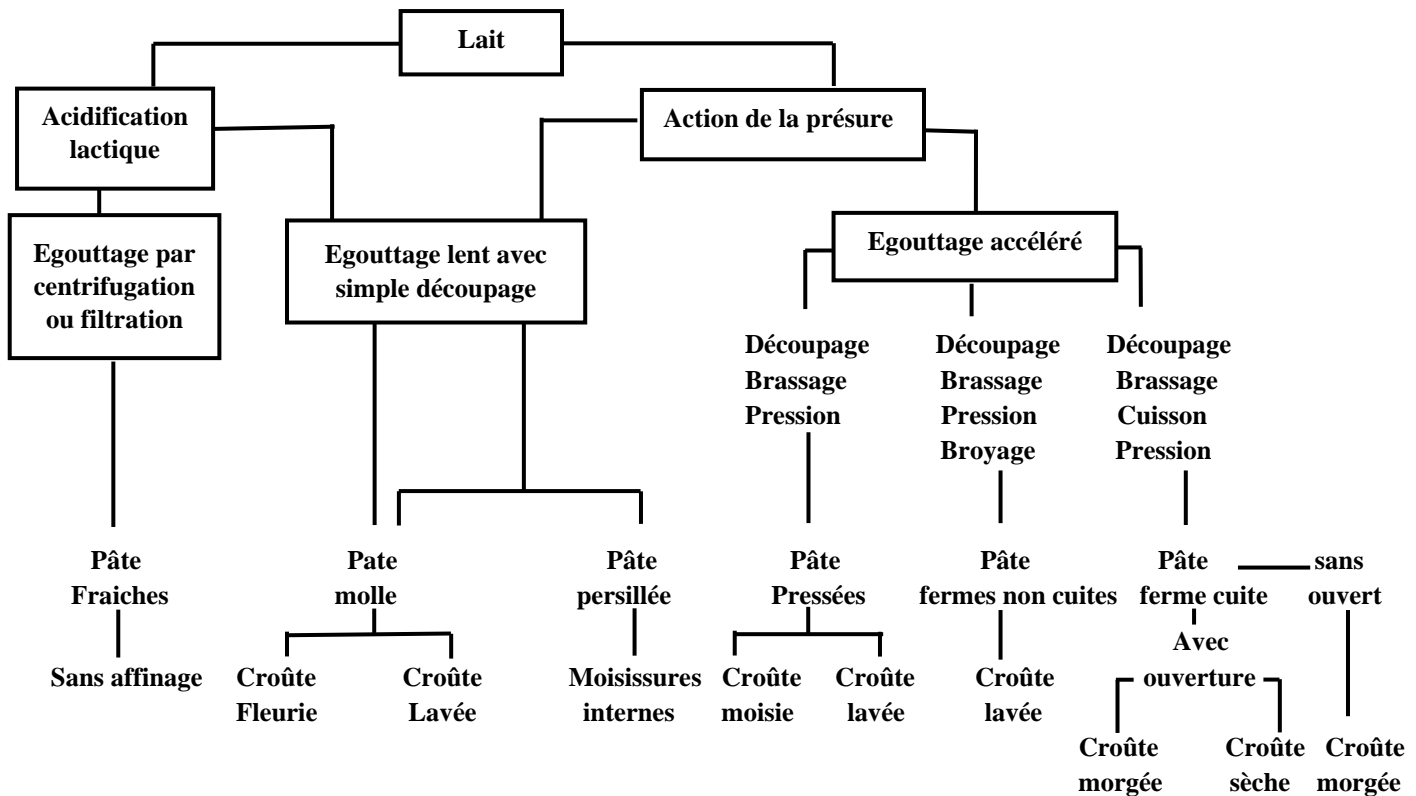 Lait
Acidification
lactique
Action de la présure
Egouttage par
centrifugation
ou filtration
Egouttage lent avec
simple découpage
Egouttage accéléré
Découpage
Brassage
Pression
Découpage
Brassage
Pression
Broyage
Découpage
Brassage
Cuisson
Pression
Pâte
Fraiches
Pate
molle
Pâte
persillée
Pâte
Pressées
Pâte
fermes non cuites
Pâte
ferme cuite
sans
ouvert
Avec
ouverture
Sans affinage
Croûte
Fleurie
Croûte
Lavée
Moisissures
internes
Croûte
moisie
Croûte
lavée
Croûte
lavée
Croûte
morgée
Croûte
sèche
Croûte
morgée